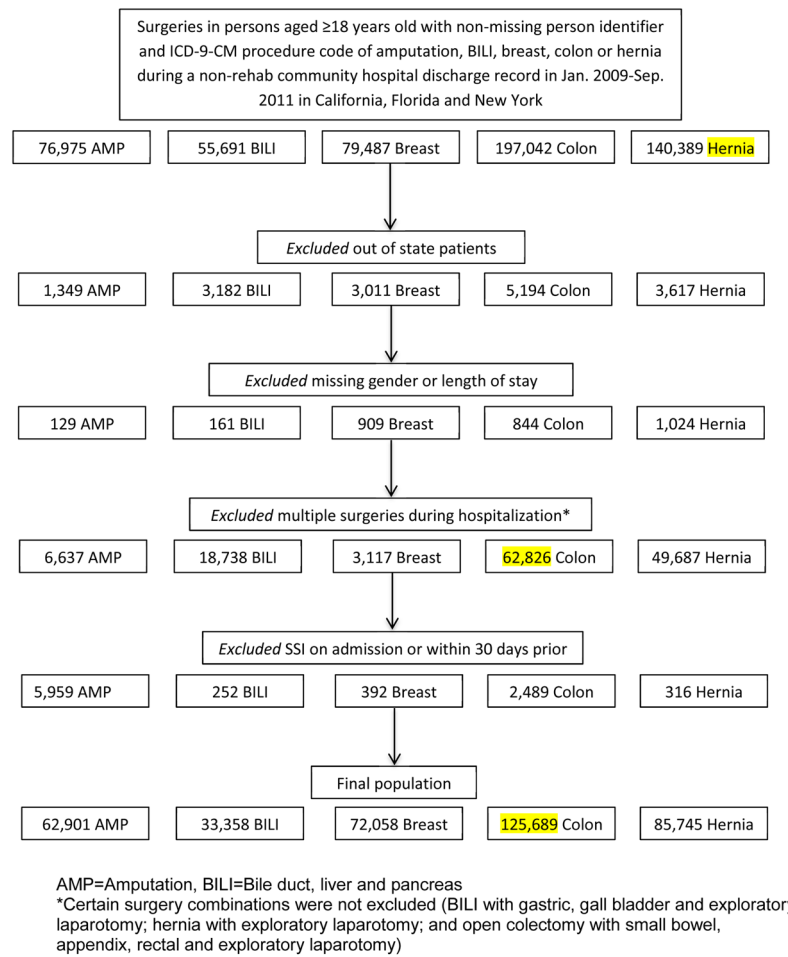 Surgeries in persons aged ≥18 years old with non-missing person identifier
and ICD-9-CM procedure code of amputation, BILI, breast, colon or hernia
during a non-rehab community hospital discharge record in Jan. 2009-Sep.
2011 in California, Florida and New York
76,975 AMP
55,691 BILI
79,487 Breast
197,042 Colon
140,389 Hernia
Excluded out of state patients
1,349 AMP
3,182 BILI
3,011 Breast
5,194 Colon
3,617 Hernia
Excluded missing gender or length of stay
129 AMP
161 BILI
909 Breast
844 Colon
1,024 Hernia
Excluded multiple surgeries during hospitalization*
6,637 AMP
18,738 BILI
3,117 Breast
62,826 Colon
49,687 Hernia
Excluded SSI on admission or within 30 days prior
5,959 AMP
252 BILI
392 Breast
2,489 Colon
316 Hernia
Final population
62,901 AMP
33,358 BILI
72,058 Breast
125,689 Colon
85,745 Hernia
AMP=Amputation, BILI=Bile duct, liver and pancreas
*Certain surgery combinations were not excluded (BILI with gastric, gall bladder and exploratory
laparotomy; hernia with exploratory laparotomy; and open colectomy with small bowel,
appendix, rectal and exploratory laparotomy)